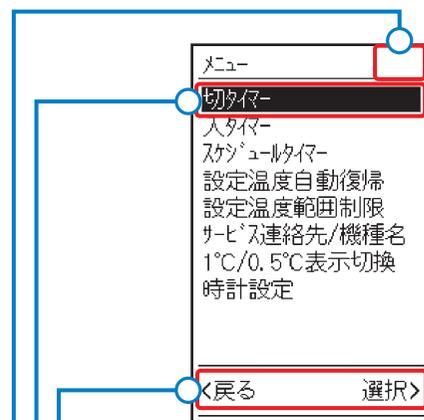 メニュー
切タイマー
入タイマー
スケジュールタイマー
設定温度自動復帰
設定温度範囲制限
サービス連絡先/機種名
1℃/0.5℃表示切換
時計設定
<戻る 選択>